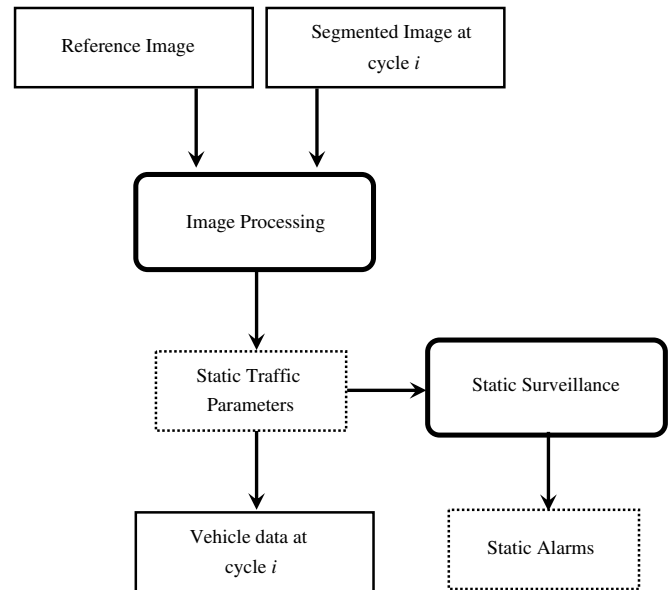 Reference Image
Segmented Image at
cycle i
Image Processing
Static Traffic
Parameters
Static Surveillance
Vehicle data at
cycle i
Static Alarms